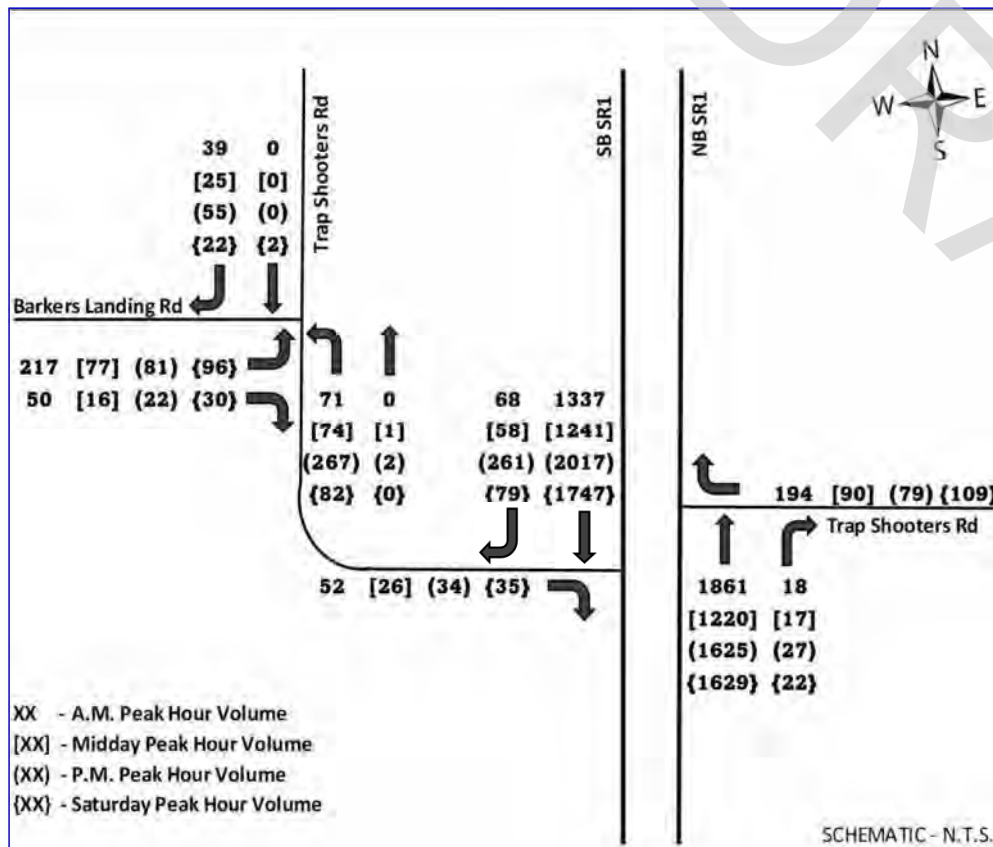 N
W E
S
Trap Shooters Rd
SB SR1
NB SR1
39 0
[25] [0]
(55) (0)
{22} {2}
Barkers Landing Rd
217 [77] (81) {96}
50 [16] (22) {30}
71 0
[74] [1]
(267) (2)
{82} {0}
68 1337
[58] [1241]
(261) (2017)
{79} {1747}
194 [90] (79) {109}
Trap Shooters Rd
52 [26] (34) {35}
1861 18
[1220] [17]
(1625) (27)
{1629} {22}
XX - A.M. Peak Hour Volume
[XX] - Midday Peak Hour Volume
(XX) - P.M. Peak Hour Volume
{XX} - Saturday Peak Hour Volume
SCHEMATIC - N.T.S.